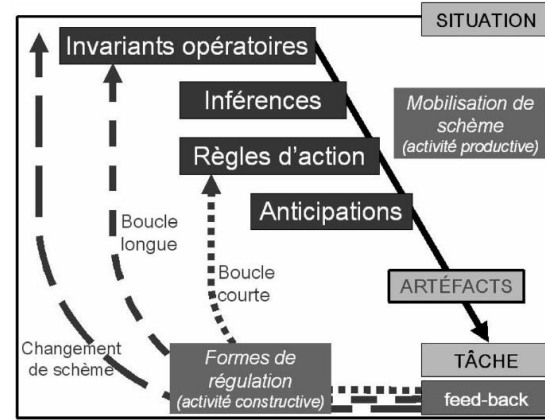 SITUATION
Invariants opératoires
Inférences
Mobilisation de
schème
(activité productive)
Règles d'action
Anticipations
Boucle
longue
Boucle
courte
ARTÉFACTS
Changement
de schème
Formes de
régulation
(activité constructive)
TÂCHE
feed-back